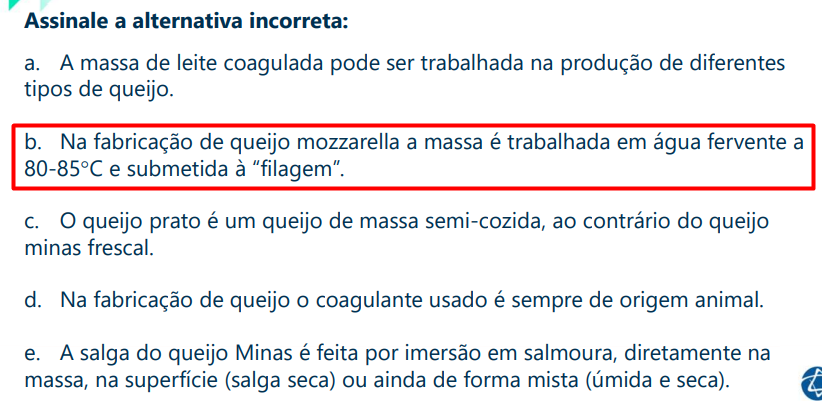 Assinale a alternativa incorreta:
a. A massa de leite coagulada pode ser trabalhada na produção de diferentes
tipos de queijo.
b. Na fabricação de queijo mozzarella a massa é trabalhada em água fervente a
80-85°C e submetida à “filagem”.
c. O queijo prato é um queijo de massa semi-cozida, ao contrário do queijo
minas frescal.
d. Na fabricação de queijo o coagulante usado é sempre de origem animal.
e. A salga do queijo Minas é feita por imersão em salmoura, diretamente na
massa, na superfície (salga seca) ou ainda de forma mista (úmida e seca).